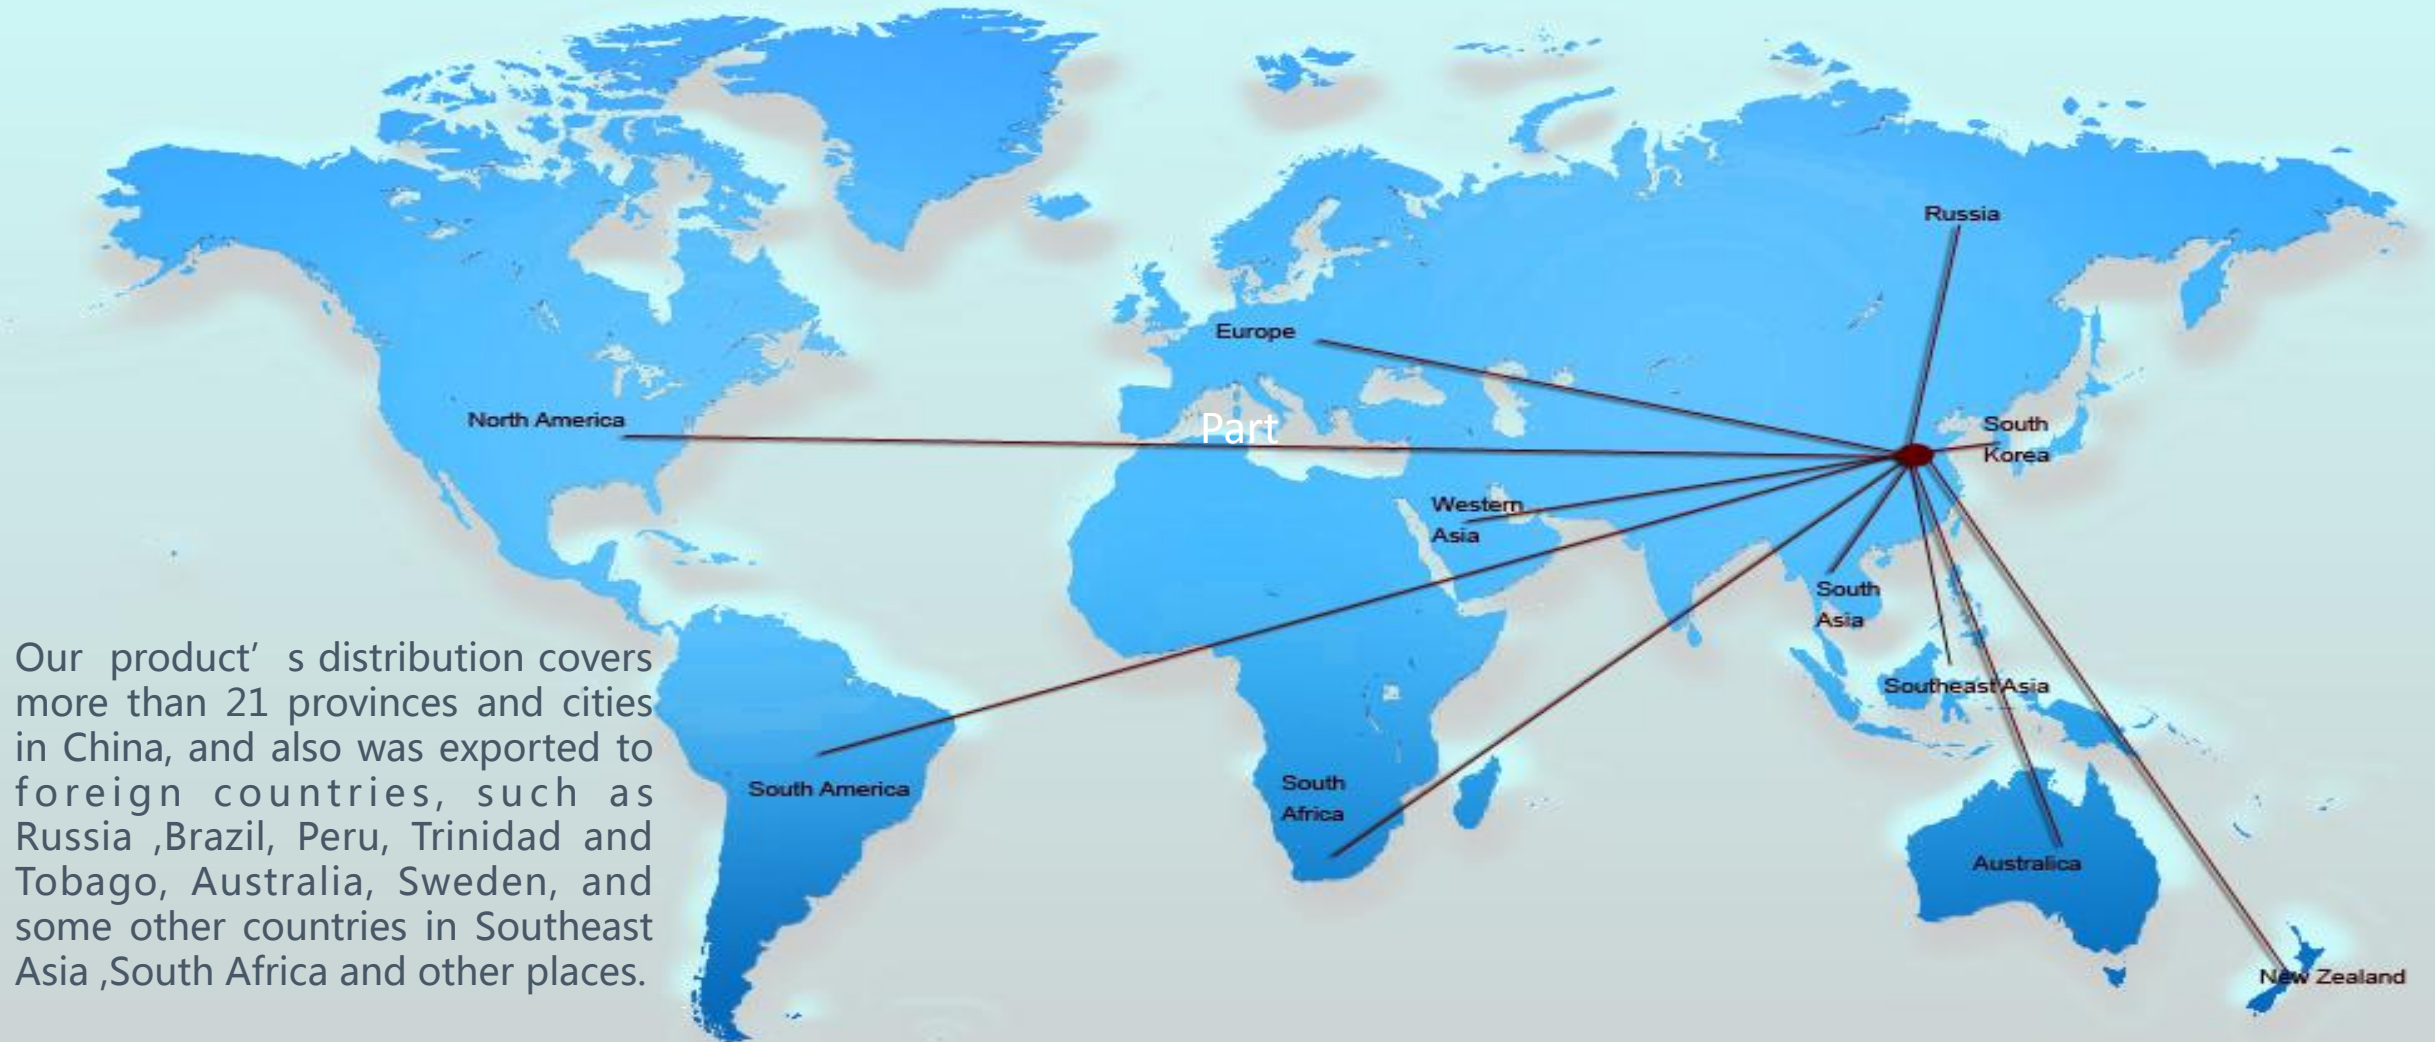 Russia
Europe
North America
Part
South
Korea
Western
Asia
South
Asia
Our product’ s distribution covers
more than 21 provinces and cities
in China, and also was exported to
foreign countries, such as
Russia ,Brazil, Peru, Trinidad and
Tobago, Australia, Sweden, and
some other countries in Southeast
Asia ,South Africa and other places.
Southeast Asia
South America
South
Africa
Australica
New Zealand